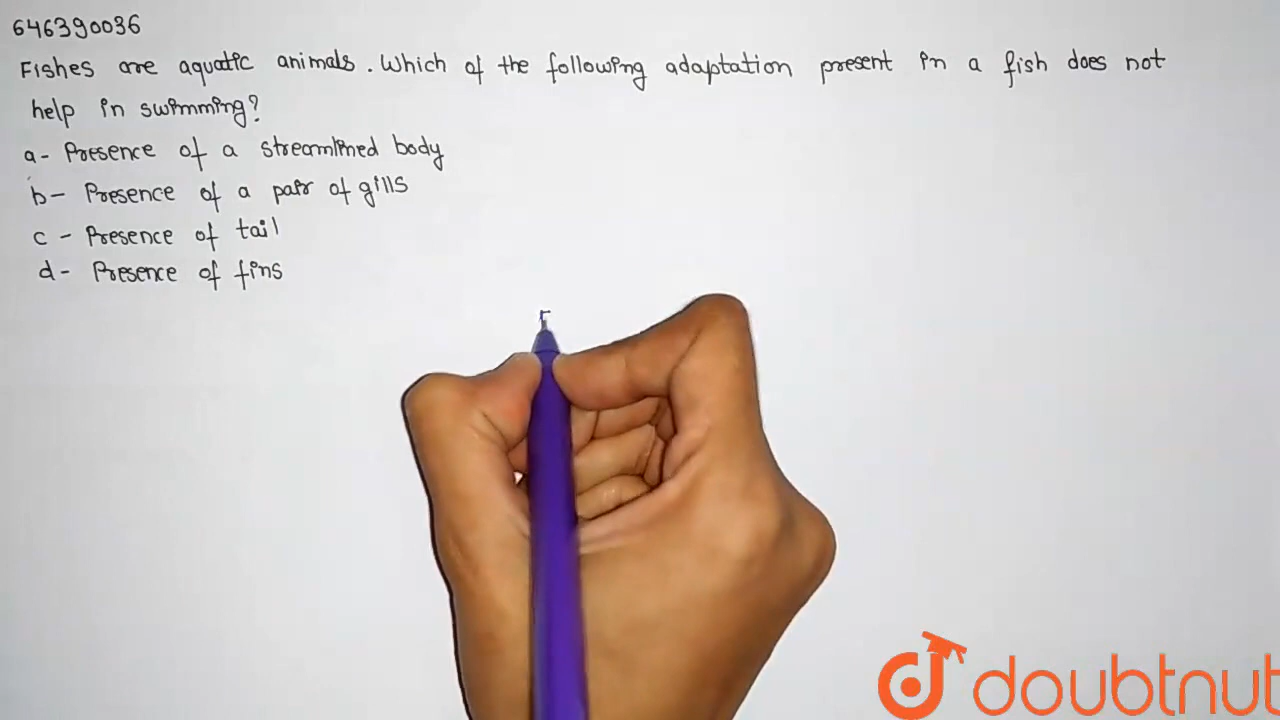 646390036
Fishes are aquatic animals. Which of the following adaptation present in a fish does not
help in swimming?
a- Presence of a streamlined body
b- Presence of a pair of gills
c - Presence of tail
d- Presence of fins
doubtnut